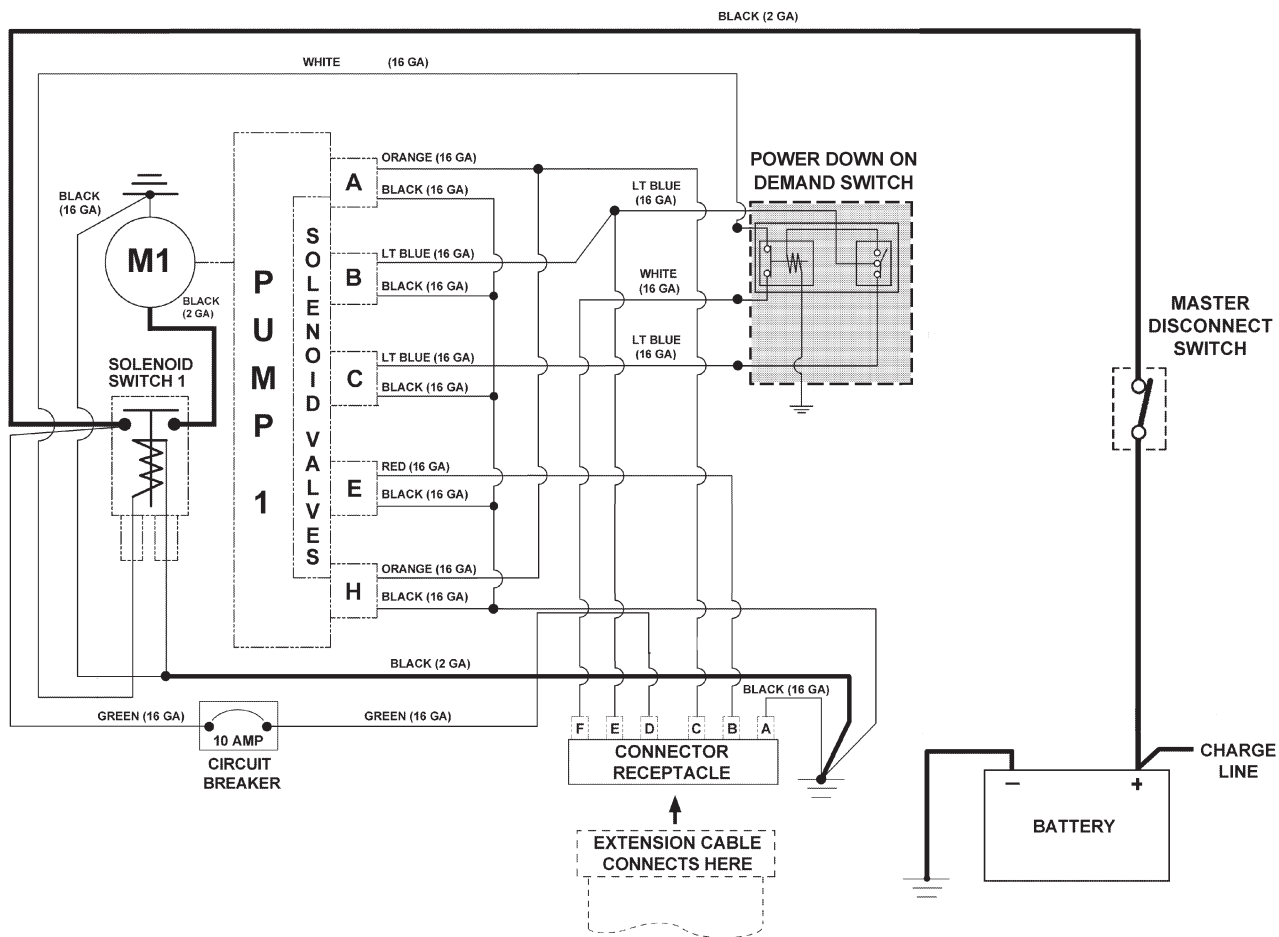 BLACK (2 GA)
WHITE (16 GA)
ORANGE (16 GA)
A
BLACK (16 GA)
BLACK
(16 GA)
M1
LT BLUE (16 GA)
B
BLACK (16 GA)
BLACK
(2 GA)
SOLENOID
SWITCH 1
PUMP 1
SOLENOID VALVES
LT BLUE (16 GA)
C
BLACK (16 GA)
RED (16 GA)
E
BLACK (16 GA)
ORANGE (16 GA)
H
BLACK (16 GA)
LT BLUE
(16 GA)
WHITE
(16 GA)
LT BLUE
(16 GA)
POWER DOWN ON
DEMAND SWITCH
MASTER
DISCONNECT
SWITCH
BLACK (2 GA)
BLACK (16 GA)
GREEN (16 GA)
10 AMP
CIRCUIT
BREAKER
GREEN (16 GA)
F E D C B A
CONNECTOR
RECEPTACLE
EXTENSION CABLE
CONNECTS HERE
CHARGE
LINE
− +
BATTERY